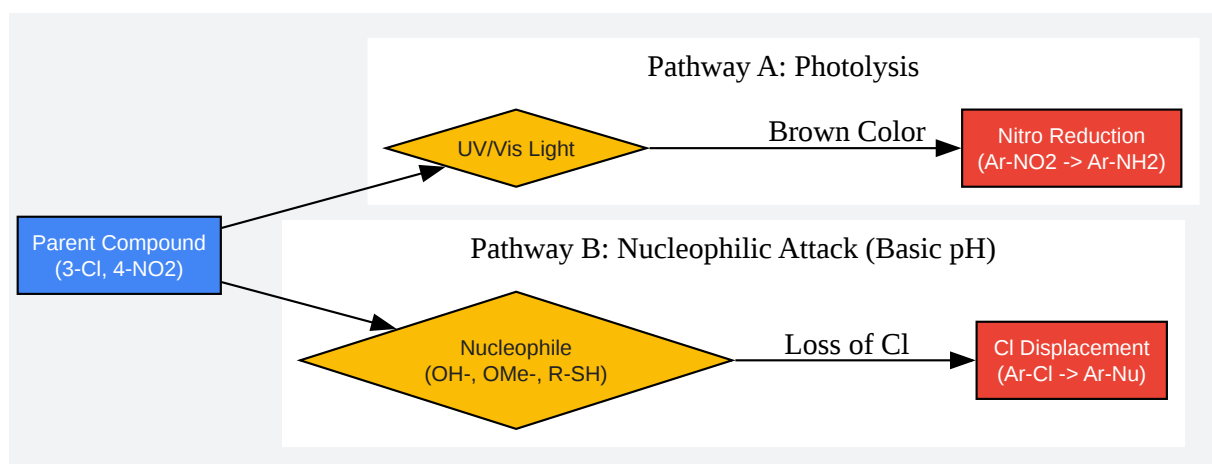 Pathway A: Photolysis
UV/Vis Light
Brown Color
Nitro Reduction
(Ar-NO2 -> Ar-NH2)
Parent Compound
(3-Cl, 4-NO2)
Pathway B: Nucleophilic Attack (Basic pH)
Nucleophile
(OH-, OMe-, R-SH)
Loss of Cl
Cl Displacement
(Ar-Cl -> Ar-Nu)